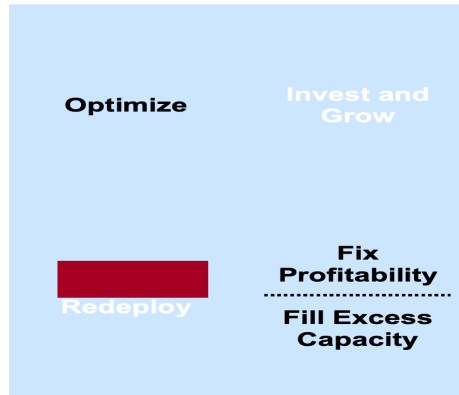 Optimize
Invest and
Grow
Redeploy
Fix
Profitability
Fill Excess
Capacity